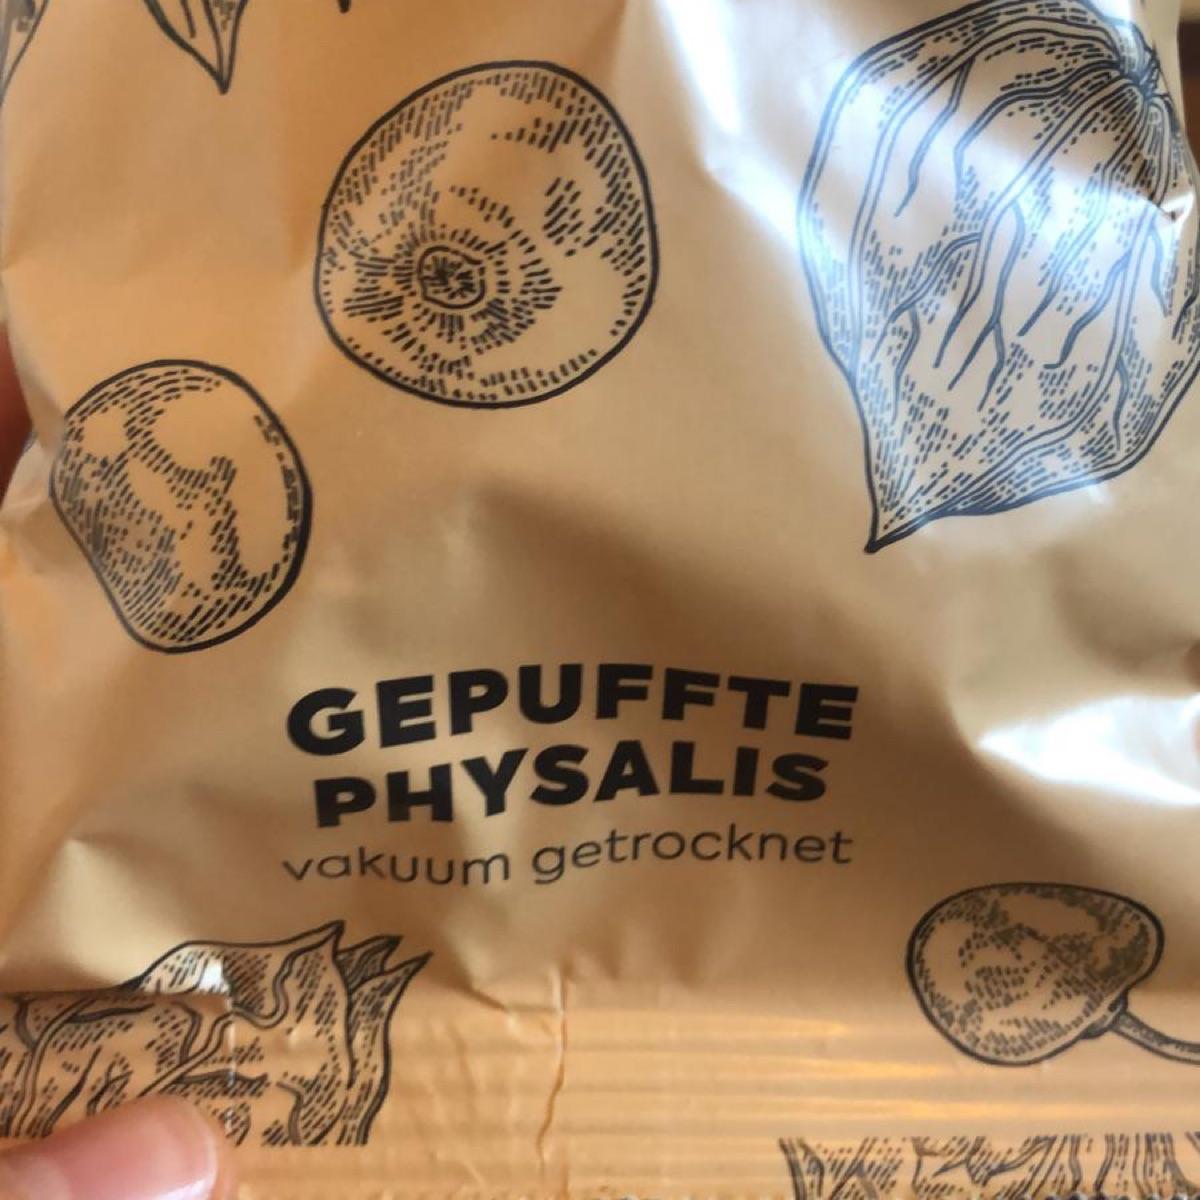 GEPUFFTE
PHYSALIS
vakuum getrocknet